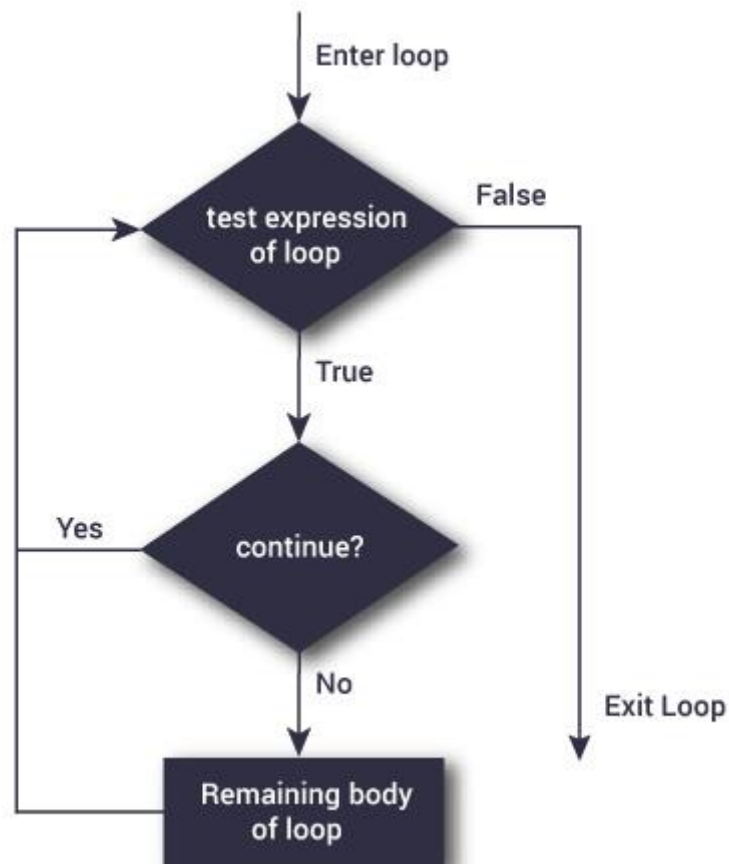 Enter loop
test expression
of loop
False
True
continue?
Yes
No
Exit Loop
Remaining body
of loop